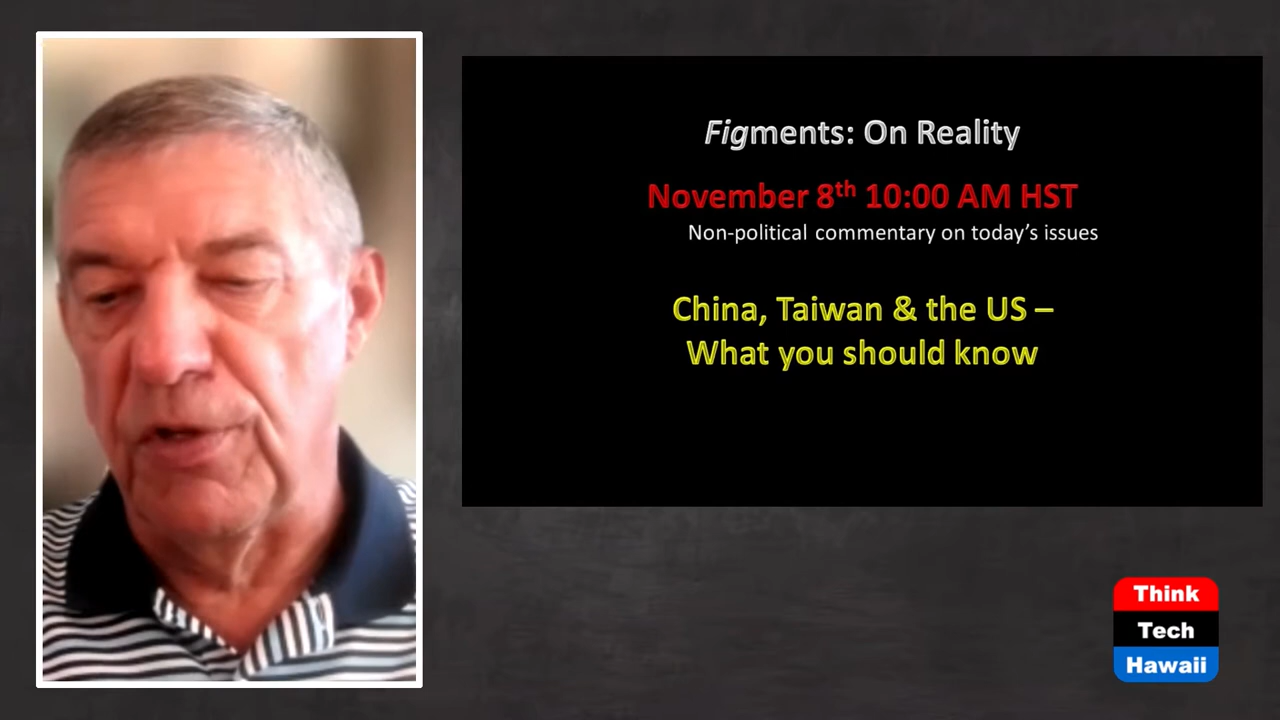 Figments: On Reality
November 8th 10:00 AM HST
Non-political commentary on today’s issues
China, Taiwan & the US –
What you should know
Think
Tech
Hawaii